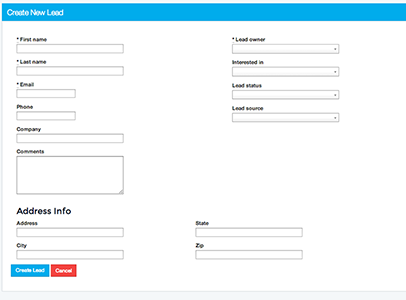 Create New Lead
* First name
* Last name
* Email
Phone
Company
Comments
* Lead owner
Interested in
Lead status
Lead source
Address Info
Address
State
City
Zip
Create Lead
Cancel